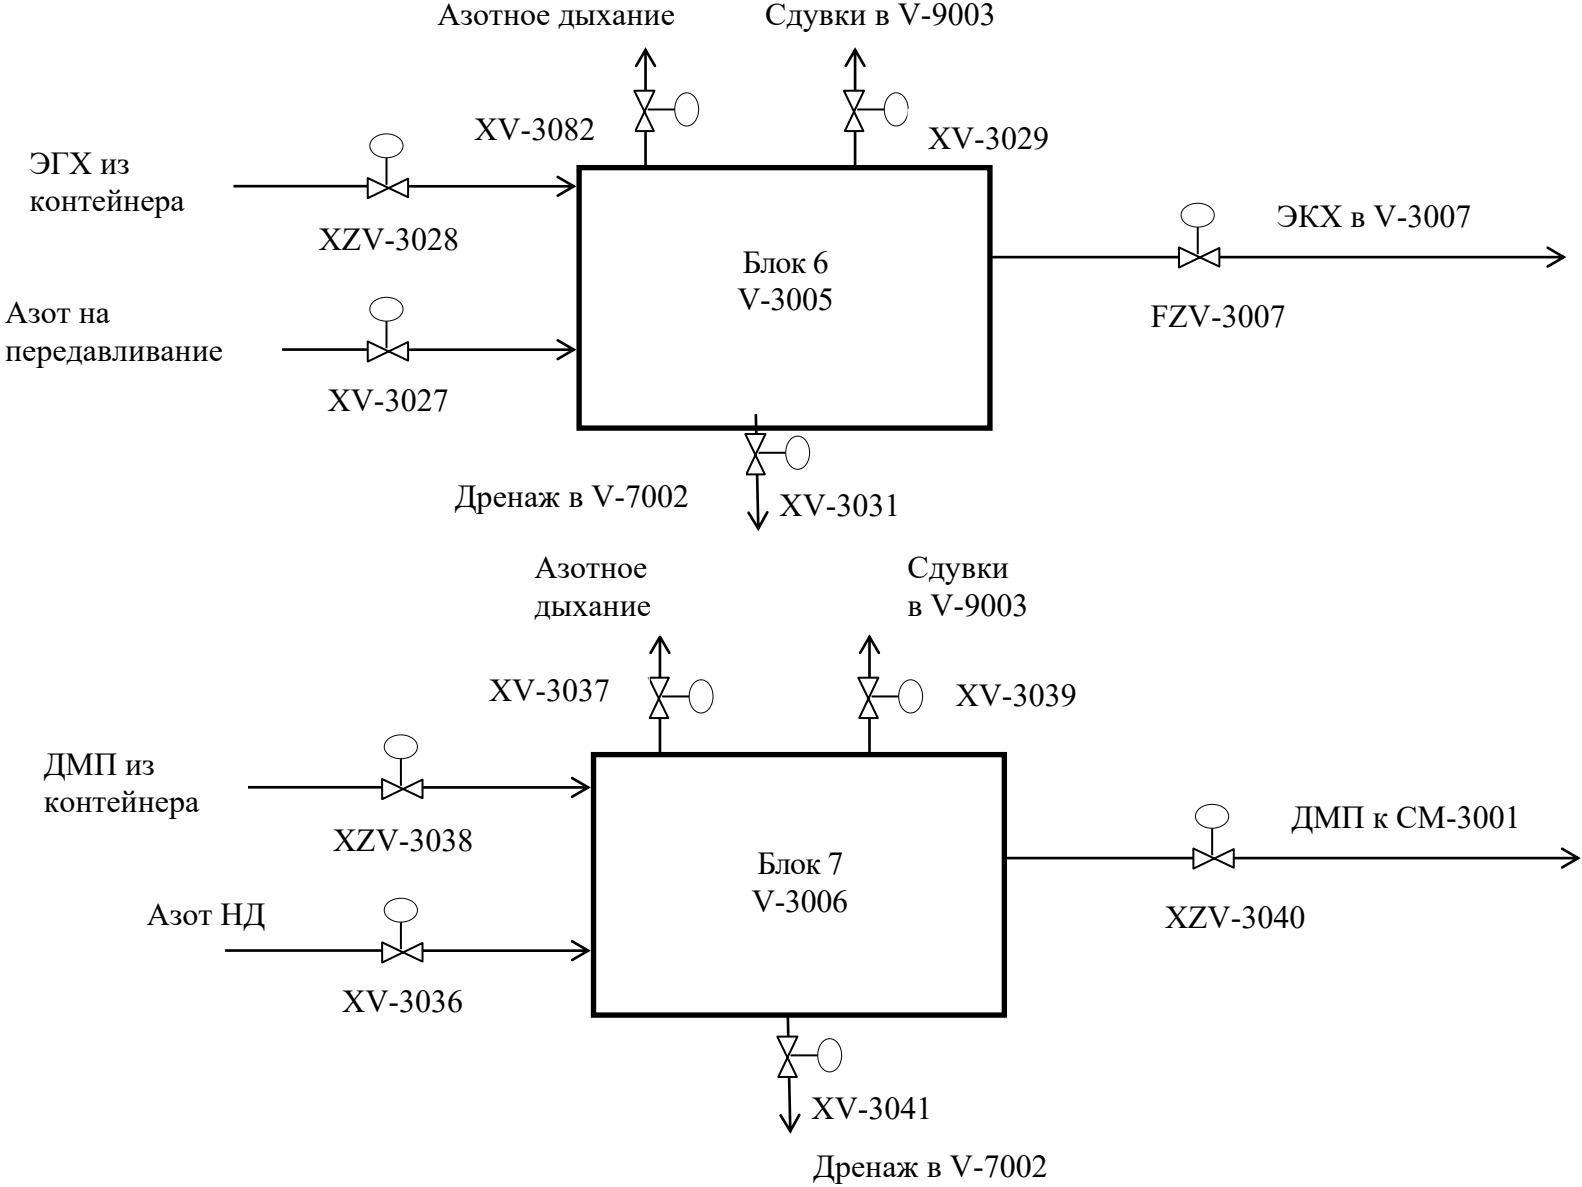 Азотное дыхание
Сдувки в V-9003
XV-3082
XV-3029
ЭГХ из
контейнера
XZV-3028
ЭКХ в V-3007
Блок 6
V-3005
Азот на
передавливание
FZV-3007
XV-3027
Дренаж в V-7002
XV-3031
Азотное
дыхание
Сдувки
в V-9003
XV-3037
XV-3039
ДМП из
контейнера
XZV-3038
ДМП к СМ-3001
Блок 7
V-3006
Азот НД
XZV-3040
XV-3036
XV-3041
Дренаж в V-7002